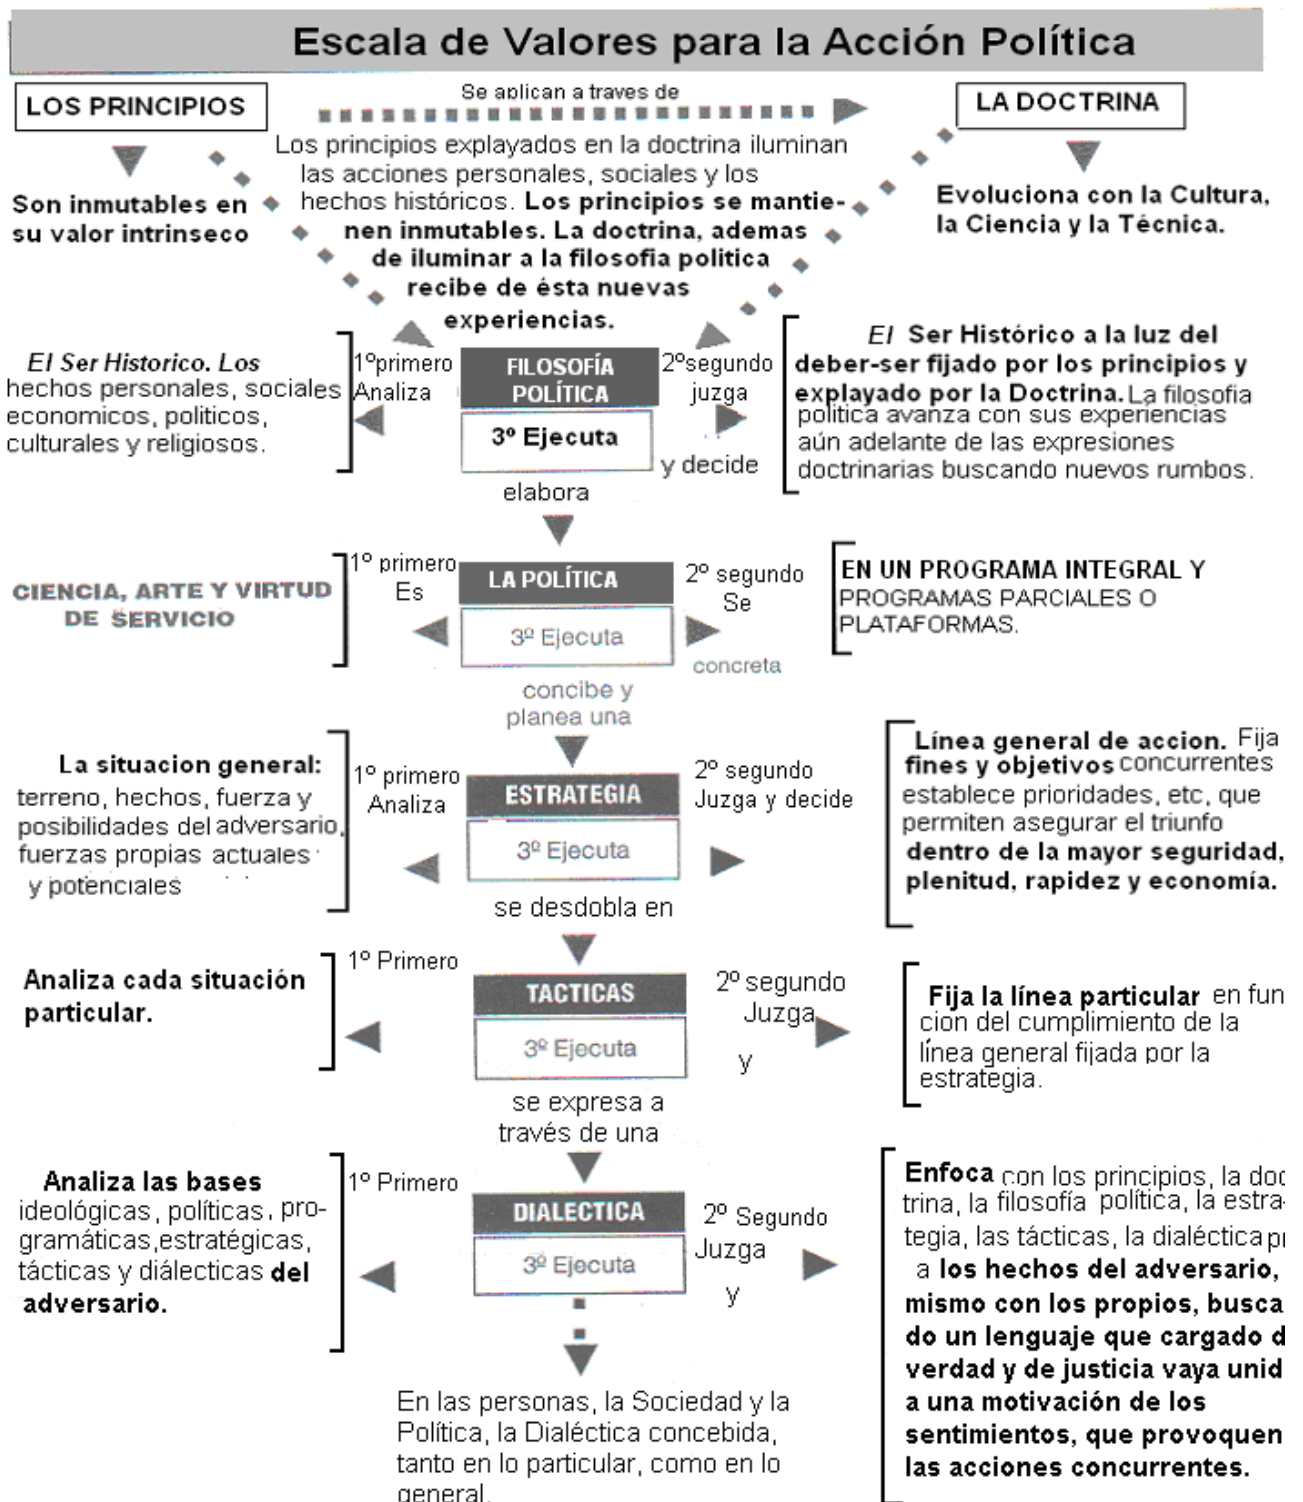 Escala de Valores para la Acción Política
LOS PRINCIPIOS
Se aplican a traves de
LA DOCTRINA
Son inmutables en
su valor intrinseco
Los principios explayados en la doctrina iluminan
las acciones personales, sociales y los
hechos históricos. Los principios se mantie-
nen inmutables. La doctrina, ademas
de iluminar a la filosofia politica
recibe de ésta nuevas
experiencias.
Evoluciona con la Cultura,
la Ciencia y la Técnica.
El Ser Historico. Los
hechos personales, sociales
economicos, politicos,
culturales y religiosos.
1º primero
Analiza
FILOSOFÍA
POLÍTICA
3º Ejecuta
2º segundo
juzga
y decide
El Ser Histórico a la luz del
deber-ser fijado por los principios y
explayado por la Doctrina. La filosofia
politica avanza con sus experiencias
aún adelante de las expresiones
doctrinarias buscando nuevos rumbos.
elabora
CIENCIA, ARTE Y VIRTUD
DE SERVICIO
1º primero
Es
LA POLÍTICA
3º Ejecuta
2º segundo
Se
concreta
EN UN PROGRAMA INTEGRAL Y
PROGRAMAS PARCIALES O
PLATAFORMAS.
concibe y
planea una
La situacion general:
terreno, hechos, fuerza y
posibilidades del adversario,
fuerzas propias actuales
y potenciales
1º primero
Analiza
ESTRATEGIA
3º Ejecuta
2º segundo
Juzga y decide
Línea general de accion. Fija
fines y objetivos concurrentes
establece prioridades, etc, que
permiten asegurar el triunfo
dentro de la mayor seguridad,
plenitud, rapidez y economía.
se desdobla en
Analiza cada situación
particular.
1º Primero
TACTICAS
3º Ejecuta
2º segundo
Juzga
y
Fija la línea particular en fun
cion del cumplimiento de la
línea general fijada por la
estrategia.
se expresa a
través de una
Analiza las bases
ideológicas, políticas, pro-
gramáticas,estratégicas,
tácticas y diálecticas del
adversario.
1º Primero
DIALECTICA
3º Ejecuta
2º Segundo
Juzga
y
Enfoca con los principios, la doc
trina, la filosofía política, la estra-
tegia, las tácticas, la dialéctica
a los hechos del adversario,
mismo con los propios, busca
do un lenguaje que cargado d
verdad y de justicia vaya unid
a una motivación de los
sentimientos, que provoquen
las acciones concurrentes.
En las personas, la Sociedad y la
Política, la Dialéctica concebida,
tanto en lo particular, como en lo
general.